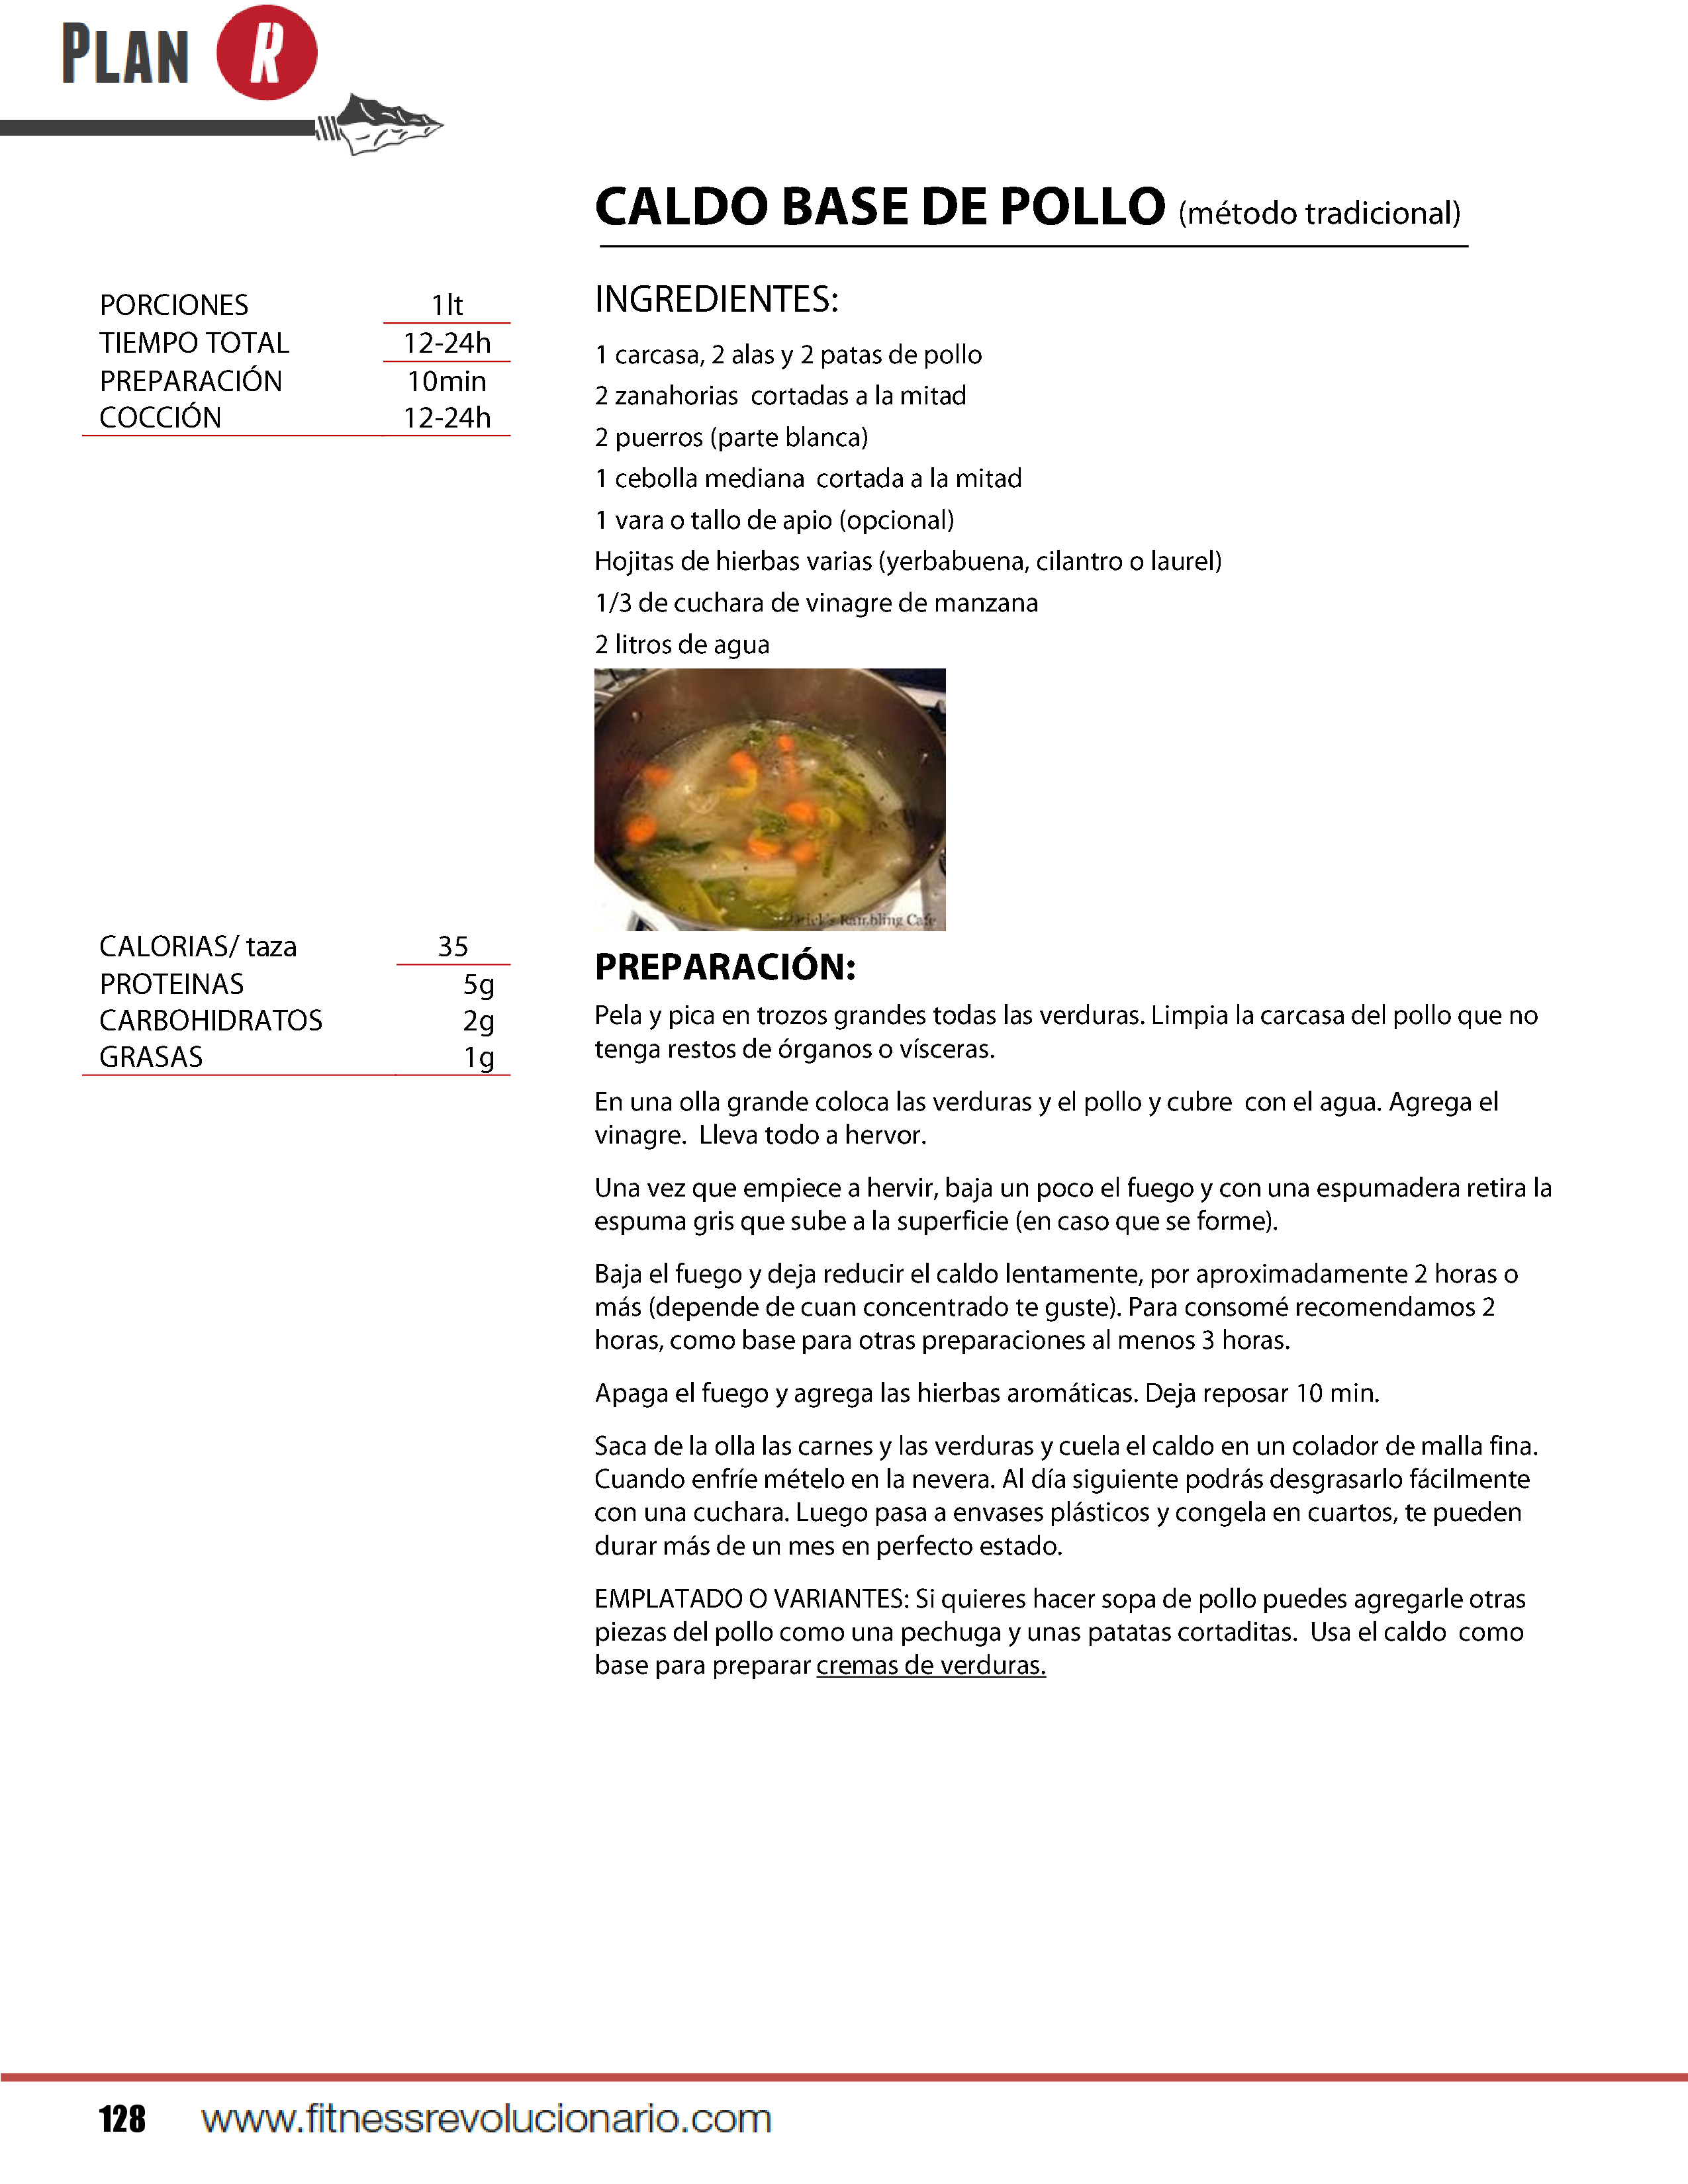 PLAN R
CALDO BASE DE POLLO (método tradicional)
PORCIONES 1lt
TIEMPO TOTAL 12-24h
PREPARACIÓN 10min
COCCIÓN 12-24h
INGREDIENTES:
1 carcasa, 2 alas y 2 patas de pollo
2 zanahorias  cortadas a la mitad
2 puerros (parte blanca)
1 cebolla mediana  cortada a la mitad
1 vara o tallo de apio (opcional)
Hojitas de hierbas varias (yerbabuena, cilantro o laurel)
1/3 de cuchara de vinagre de manzana
2 litros de agua
Rick's Rambling Cafe
CALORIAS/ taza 35
PROTEINAS 5g
CARBOHIDRATOS 2g
GRASAS 1g
PREPARACIÓN:
Pela y pica en trozos grandes todas las verduras. Limpia la carcasa del pollo que no
tenga restos de órganos o vísceras.
En una olla grande coloca las verduras y el pollo y cubre  con el agua. Agrega el
vinagre.  Lleva todo a hervor.
Una vez que empiece a hervir, baja un poco el fuego y con una espumadera retira la
espuma gris que sube a la superficie (en caso que se forme).
Baja el fuego y deja reducir el caldo lentamente, por aproximadamente 2 horas o
más (depende de cuan concentrado te guste). Para consomé recomendamos 2
horas, como base para otras preparaciones al menos 3 horas.
Apaga el fuego y agrega las hierbas aromáticas. Deja reposar 10 min.
Saca de la olla las carnes y las verduras y cuela el caldo en un colador de malla fina.
Cuando enfríe mételo en la nevera. Al día siguiente podrás desgrasarlo fácilmente
con una cuchara. Luego pasa a envases plásticos y congela en cuartos, te pueden
durar más de un mes en perfecto estado.
EMPLATADO O VARIANTES: Si quieres hacer sopa de pollo puedes agregarle otras
piezas del pollo como una pechuga y unas patatas cortaditas.  Usa el caldo  como
base para preparar cremas de verduras.
128 www.fitnessrevolucionario.com